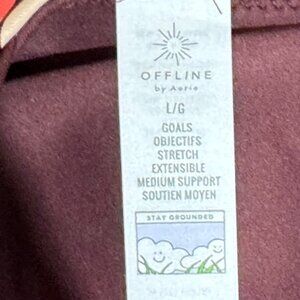 OFFLINE
by Aerie
L/G
GOALS
OBJECTIFS
STRETCH
EXTENSIBLE
MEDIUM SUPPORT
SOUTIEN MOYEN
STAY GROUNDED